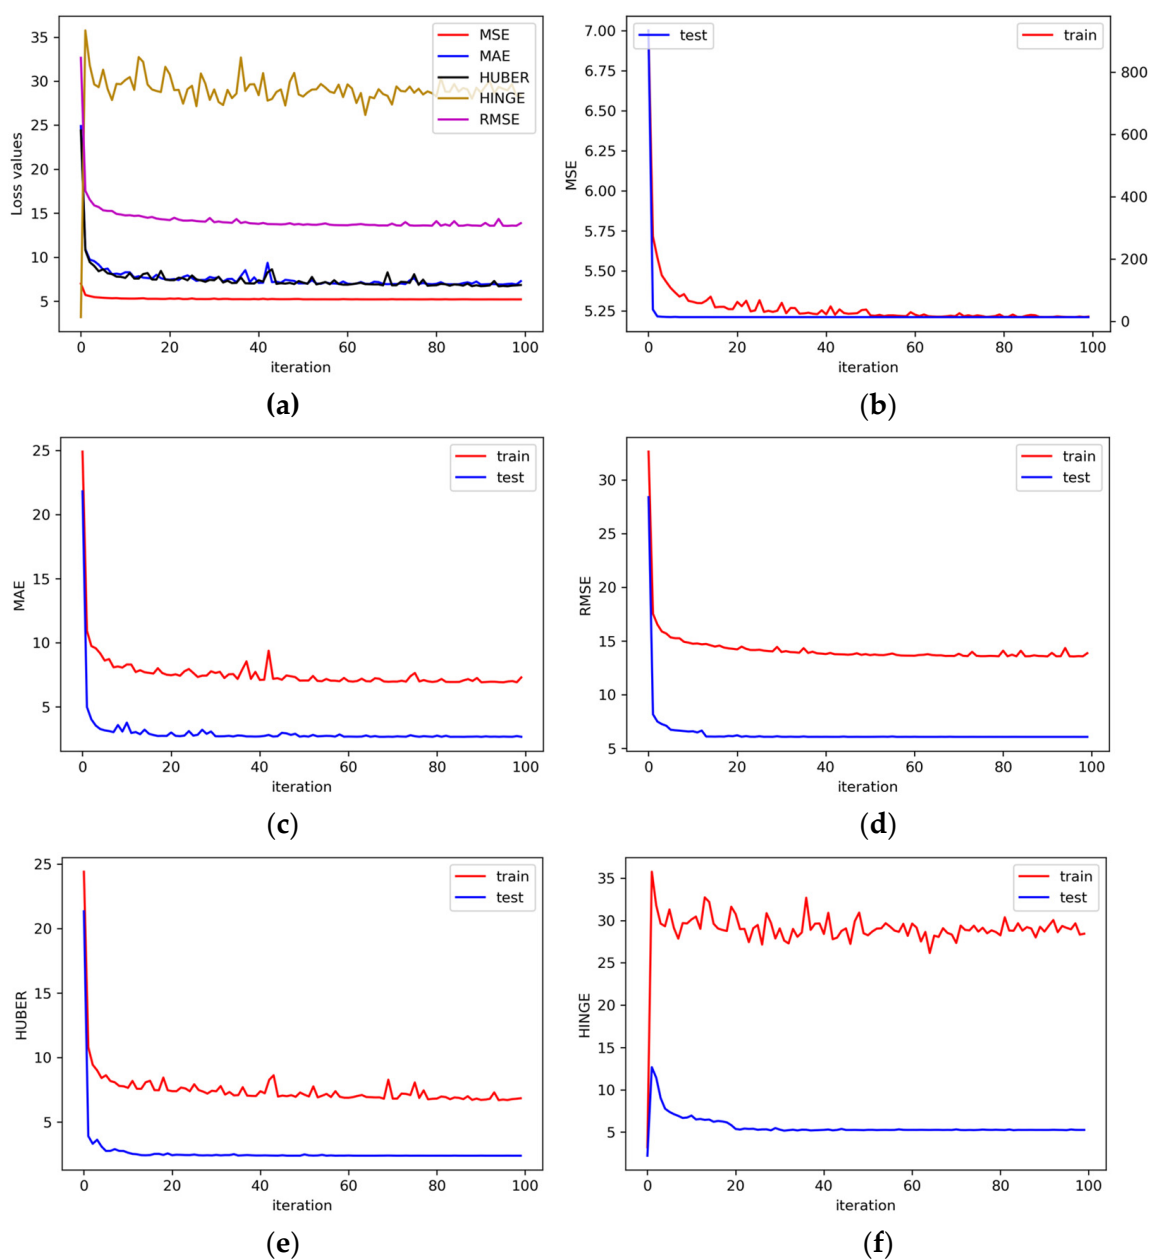 35
30
25
20
15
10
5
Loss values
MSE
MAE
HUBER
HINGE
RMSE
0 20 40 60 80 100
iteration
(a)
7.00
6.75
6.50
6.25
6.00
5.75
5.50
5.25
MSE
test
train
800
600
400
200
0
0 20 40 60 80 100
iteration
(b)
25
20
15
10
5
MAE
train
test
0 20 40 60 80 100
iteration
(c)
30
25
20
15
10
5
RMSE
train
test
0 20 40 60 80 100
iteration
(d)
25
20
15
10
5
HUBER
train
test
0 20 40 60 80 100
iteration
(e)
35
30
25
20
15
10
5
HINGE
train
test
0 20 40 60 80 100
iteration
(f)